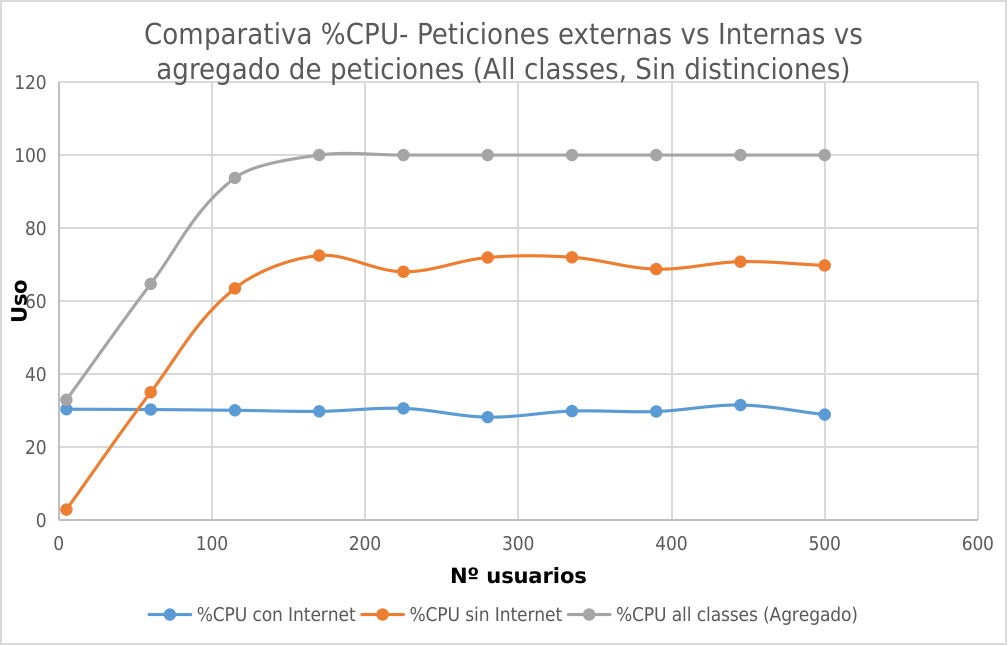 Comparativa %CPU- Peticiones externas vs Internas vs
agregado de peticiones (All classes, Sin distinciones)
120
100
80
60
40
20
0
Uso
0 100 200 300 400 500 600
Nº usuarios
%CPU con Internet %CPU sin Internet %CPU all classes (Agregado)